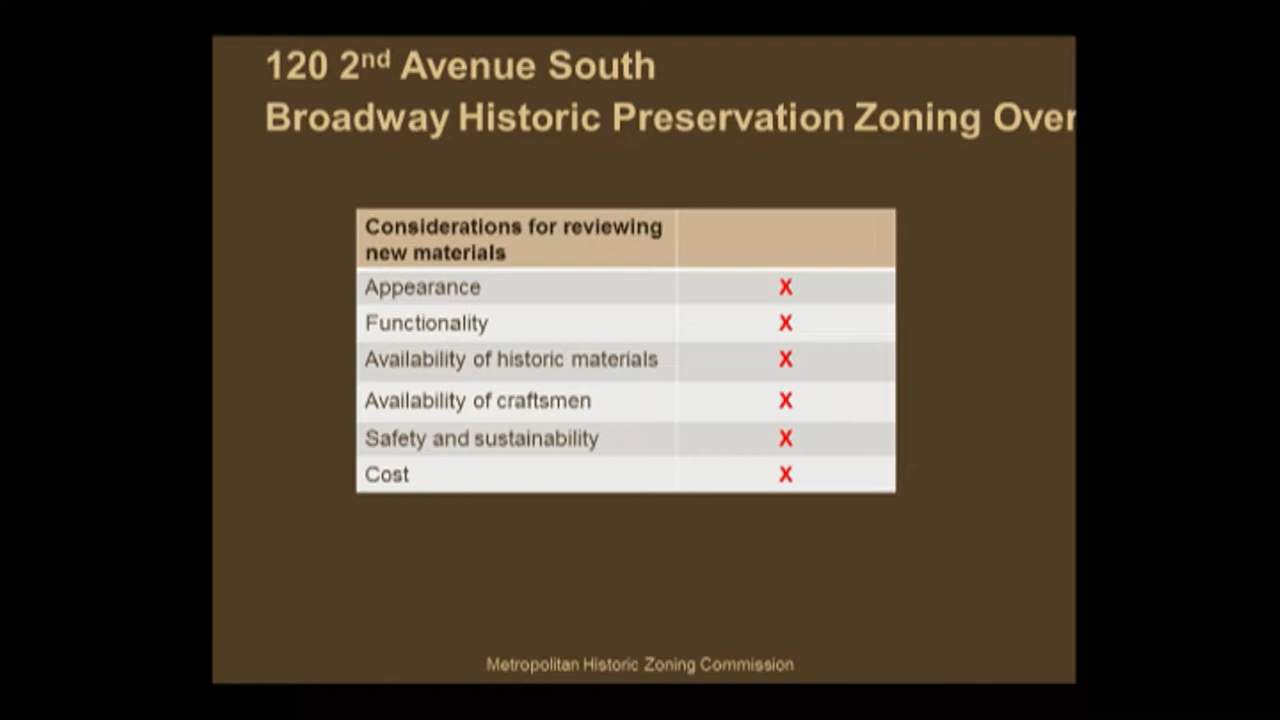 120 2nd Avenue South
Broadway Historic Preservation Zoning Over
Considerations for reviewing
new materials
Appearance X
Functionality X
Availability of historic materials X
Availability of craftsmen X
Safety and sustainability X
Cost X
Metropolitan Historic Zoning Commission